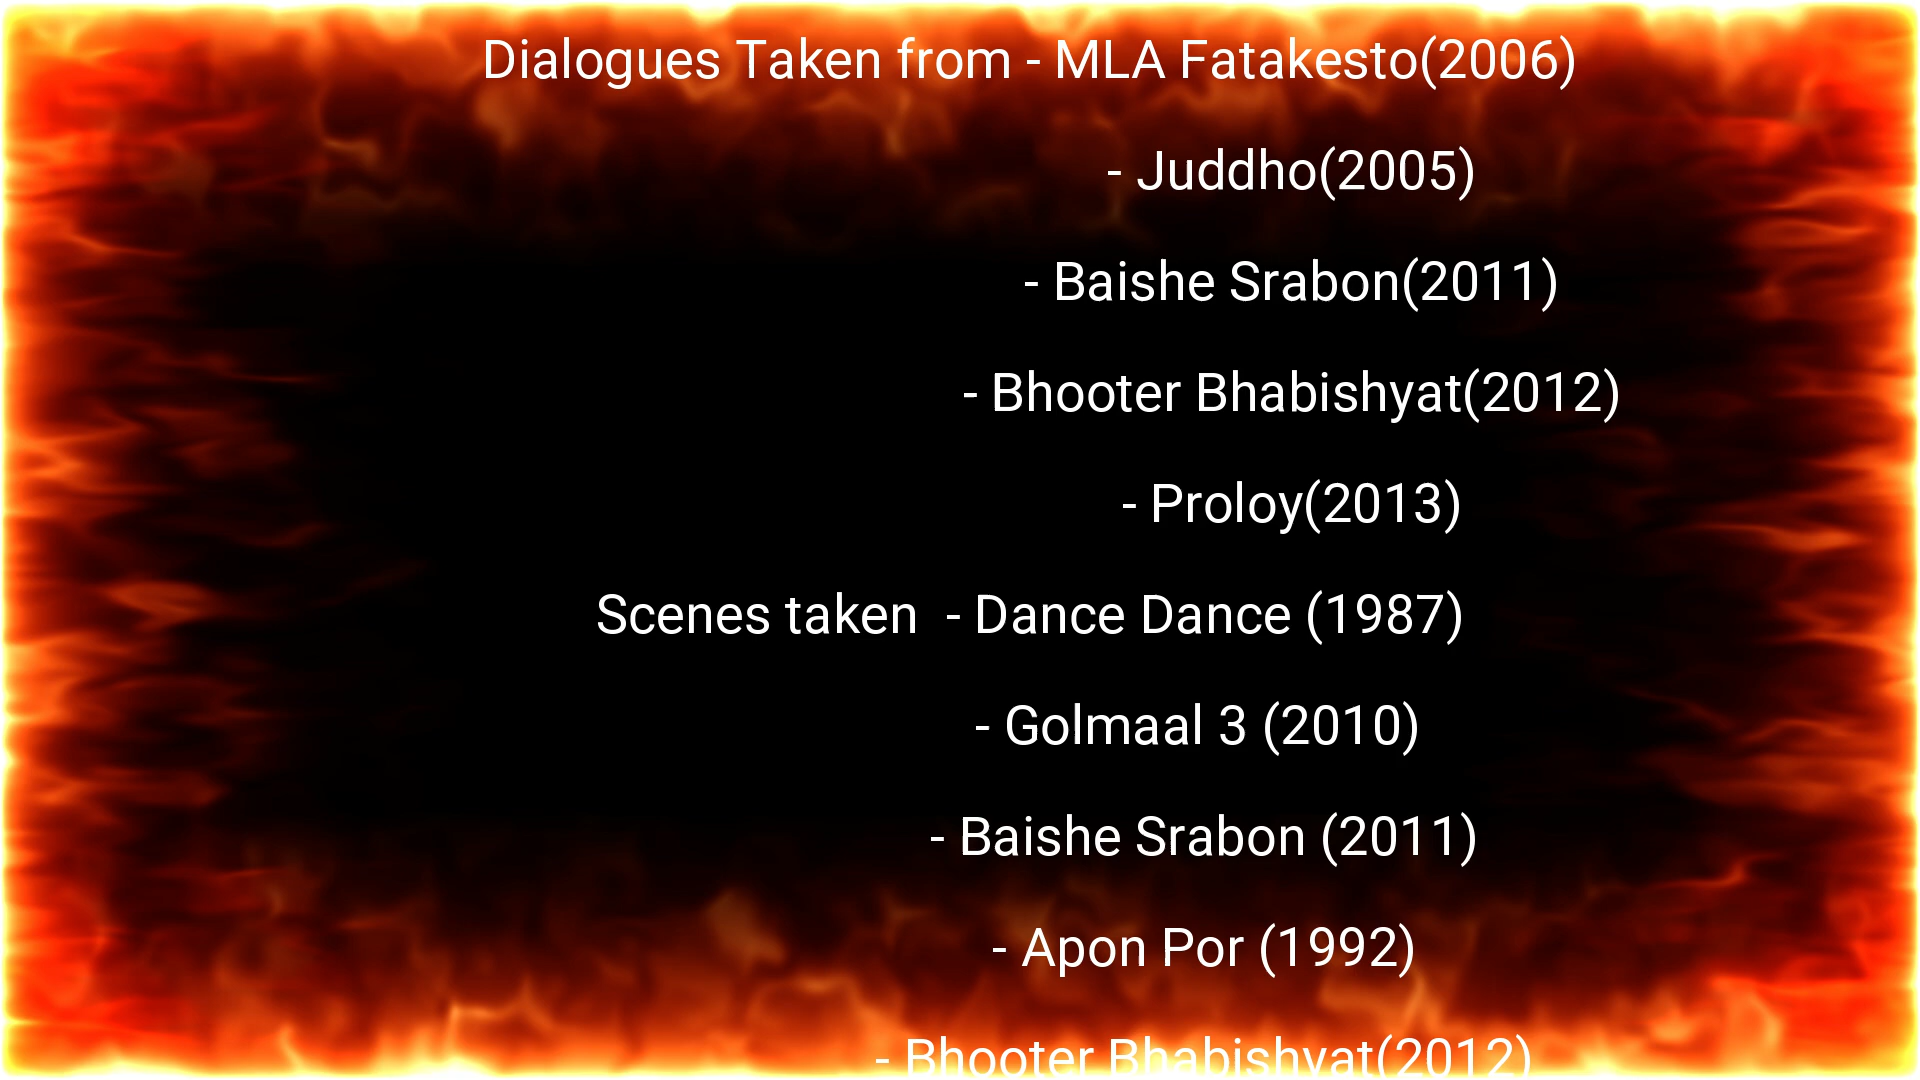 Dialogues Taken from - MLA Fatakesto(2006)
- Juddho(2005)
- Baishe Srabon(2011)
- Bhooter Bhabishyat(2012)
- Proloy(2013)
Scenes taken  - Dance Dance (1987)
- Golmaal 3 (2010)
- Baishe Srabon (2011)
- Apon Por (1992)
- Bhooter Bhabishyat(2012)